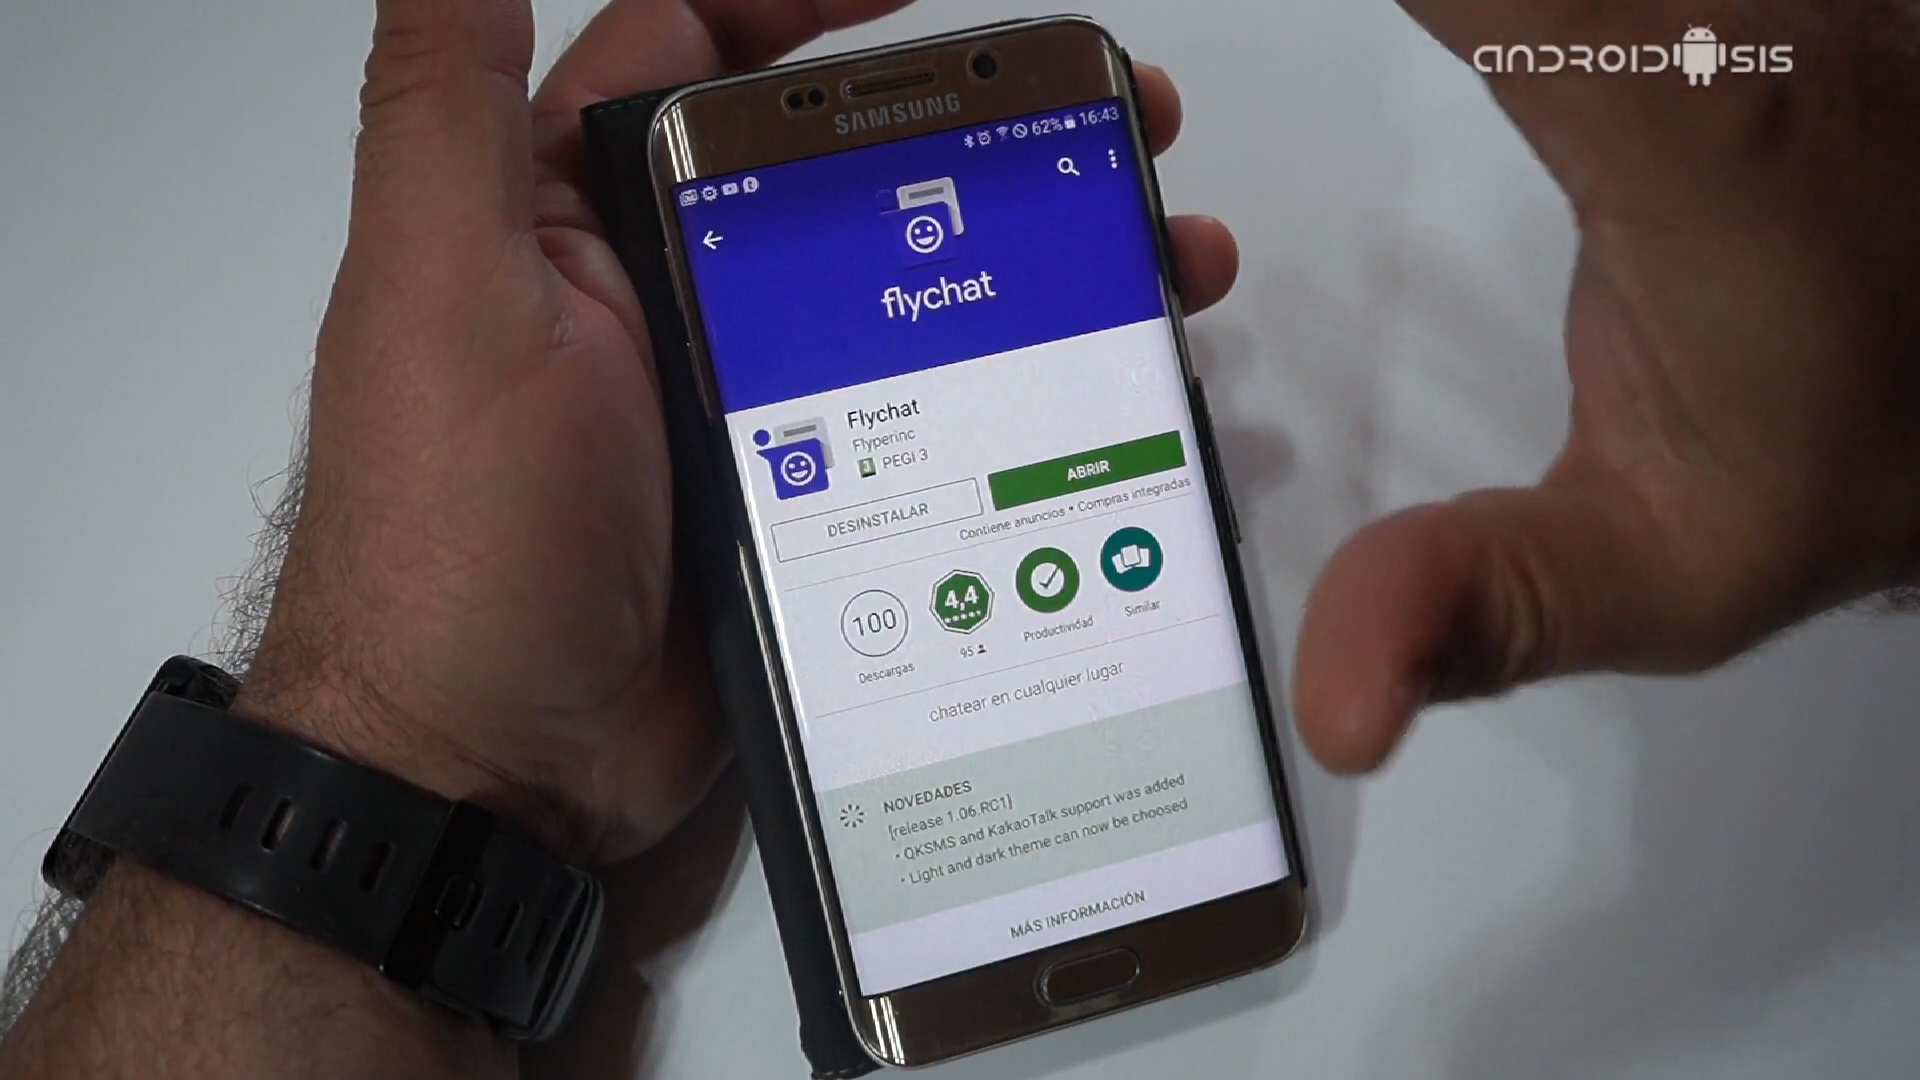 ANDROIDSIS
SAMSUNG
62% 16:43
flychat
Flychat
Flyperinc
3 PEGI 3
DESINSTALAR
ABRIR
Contiene anuncios • Compras integradas
100
4,4
Descargas
95
Productividad
Similar
chatear en cualquier lugar
NOVEDADES
[release 1.06.RC1]
• QKSMS and KakaoTalk support was added
• Light and dark theme can now be choosed
MÁS INFORMACIÓN